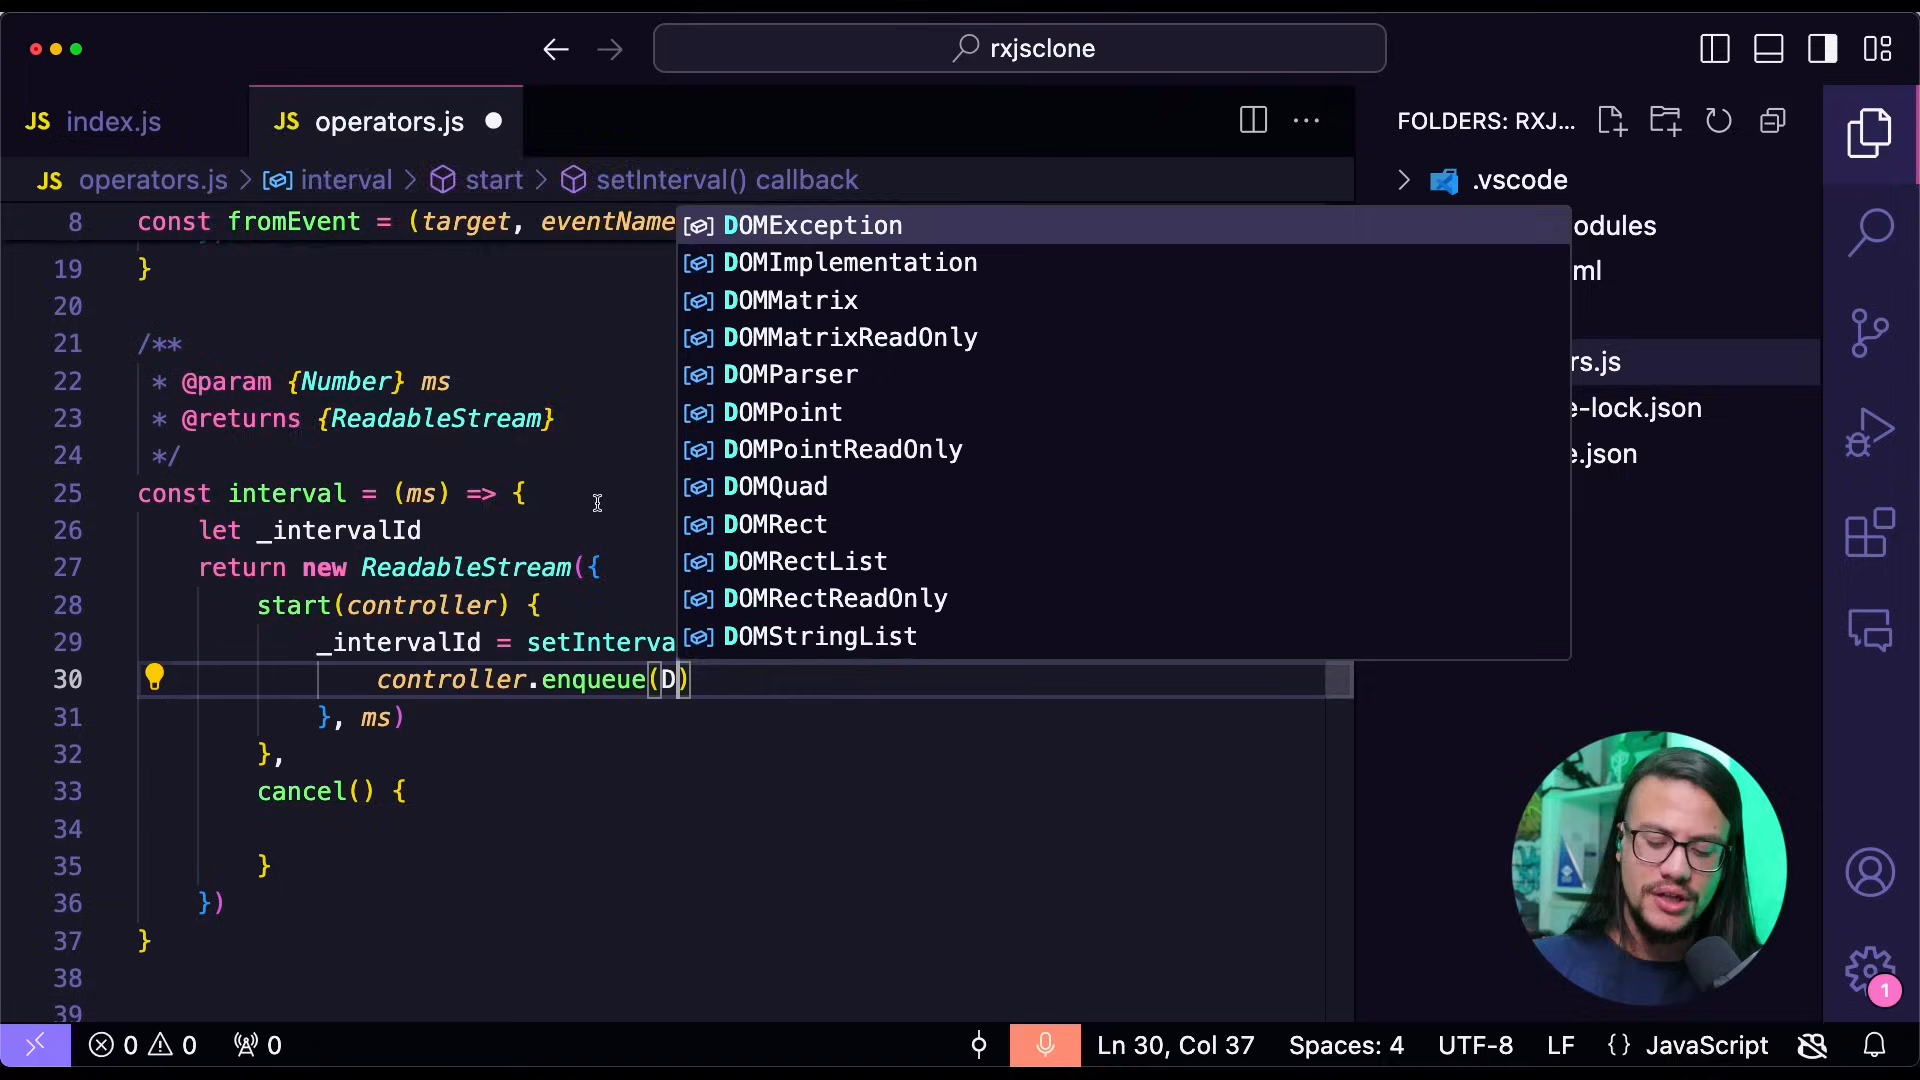 rxjsclone
JS index.js
JS operators.js
FOLDERS: RXJ...
JS operators.js > interval > start > setInterval() callback
.vscode
8 const fromEvent = (target, eventName
odules
19 }
ml
20
21 /**
rs.js
22 * @param {Number} ms
e-lock.json
23 * @returns {ReadableStream}
e.json
24 */
25 const interval = (ms) => {
26 let _intervalId
27 return new ReadableStream({
28 start(controller) {
29 _intervalId = setInterva
30 controller.enqueue(D)
31 }, ms)
32 },
33 cancel() {
34
35 }
36 })
37 }
38
39
DOMException
DOMImplementation
DOMMatrix
DOMMatrixReadOnly
DOMParser
DOMPoint
DOMPointReadOnly
DOMQuad
DOMRect
DOMRectList
DOMRectReadOnly
DOMStringList
1
0 0 0 Ln 30, Col 37 Spaces: 4 UTF-8 LF {} JavaScript